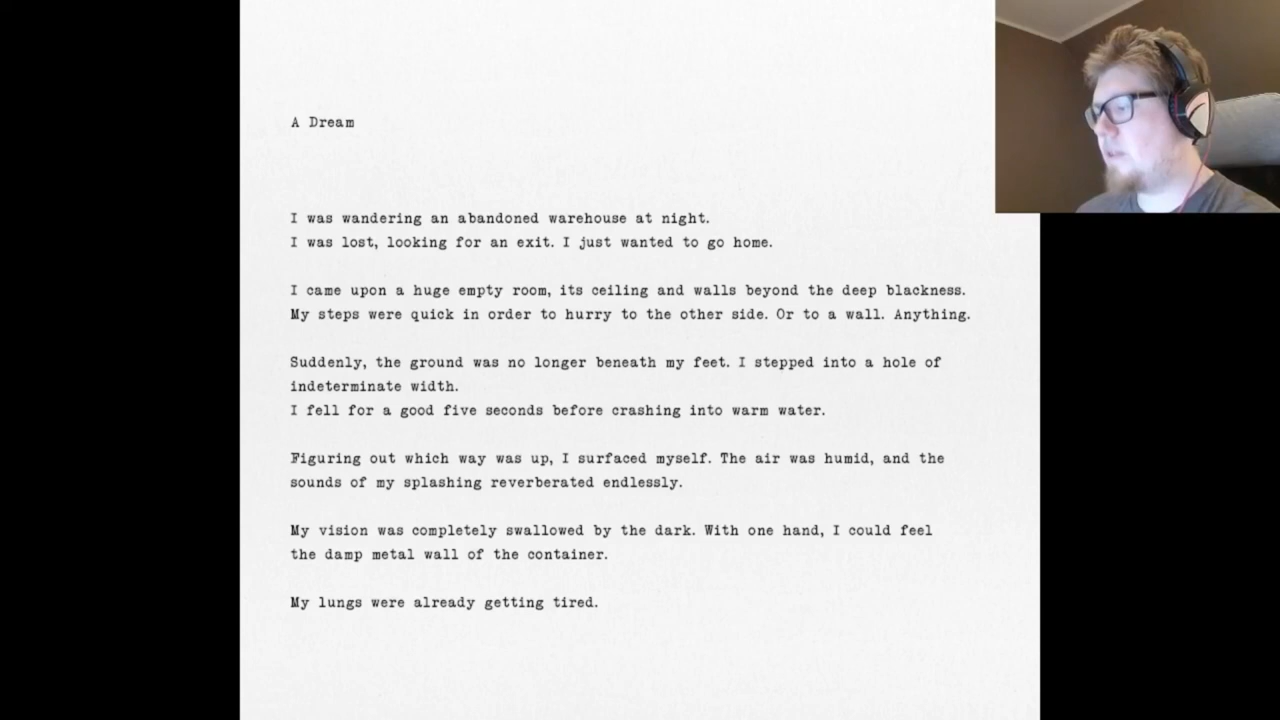 A Dream
I was wandering an abandoned warehouse at night.
I was lost, looking for an exit. I just wanted to go home.
I came upon a huge empty room, its ceiling and walls beyond the deep blackness.
My steps were quick in order to hurry to the other side. Or to a wall. Anything.
Suddenly, the ground was no longer beneath my feet. I stepped into a hole of
indeterminate width.
I fell for a good five seconds before crashing into warm water.
Figuring out which way was up, I surfaced myself. The air was humid, and the
sounds of my splashing reverberated endlessly.
My vision was completely swallowed by the dark. With one hand, I could feel
the damp metal wall of the container.
My lungs were already getting tired.